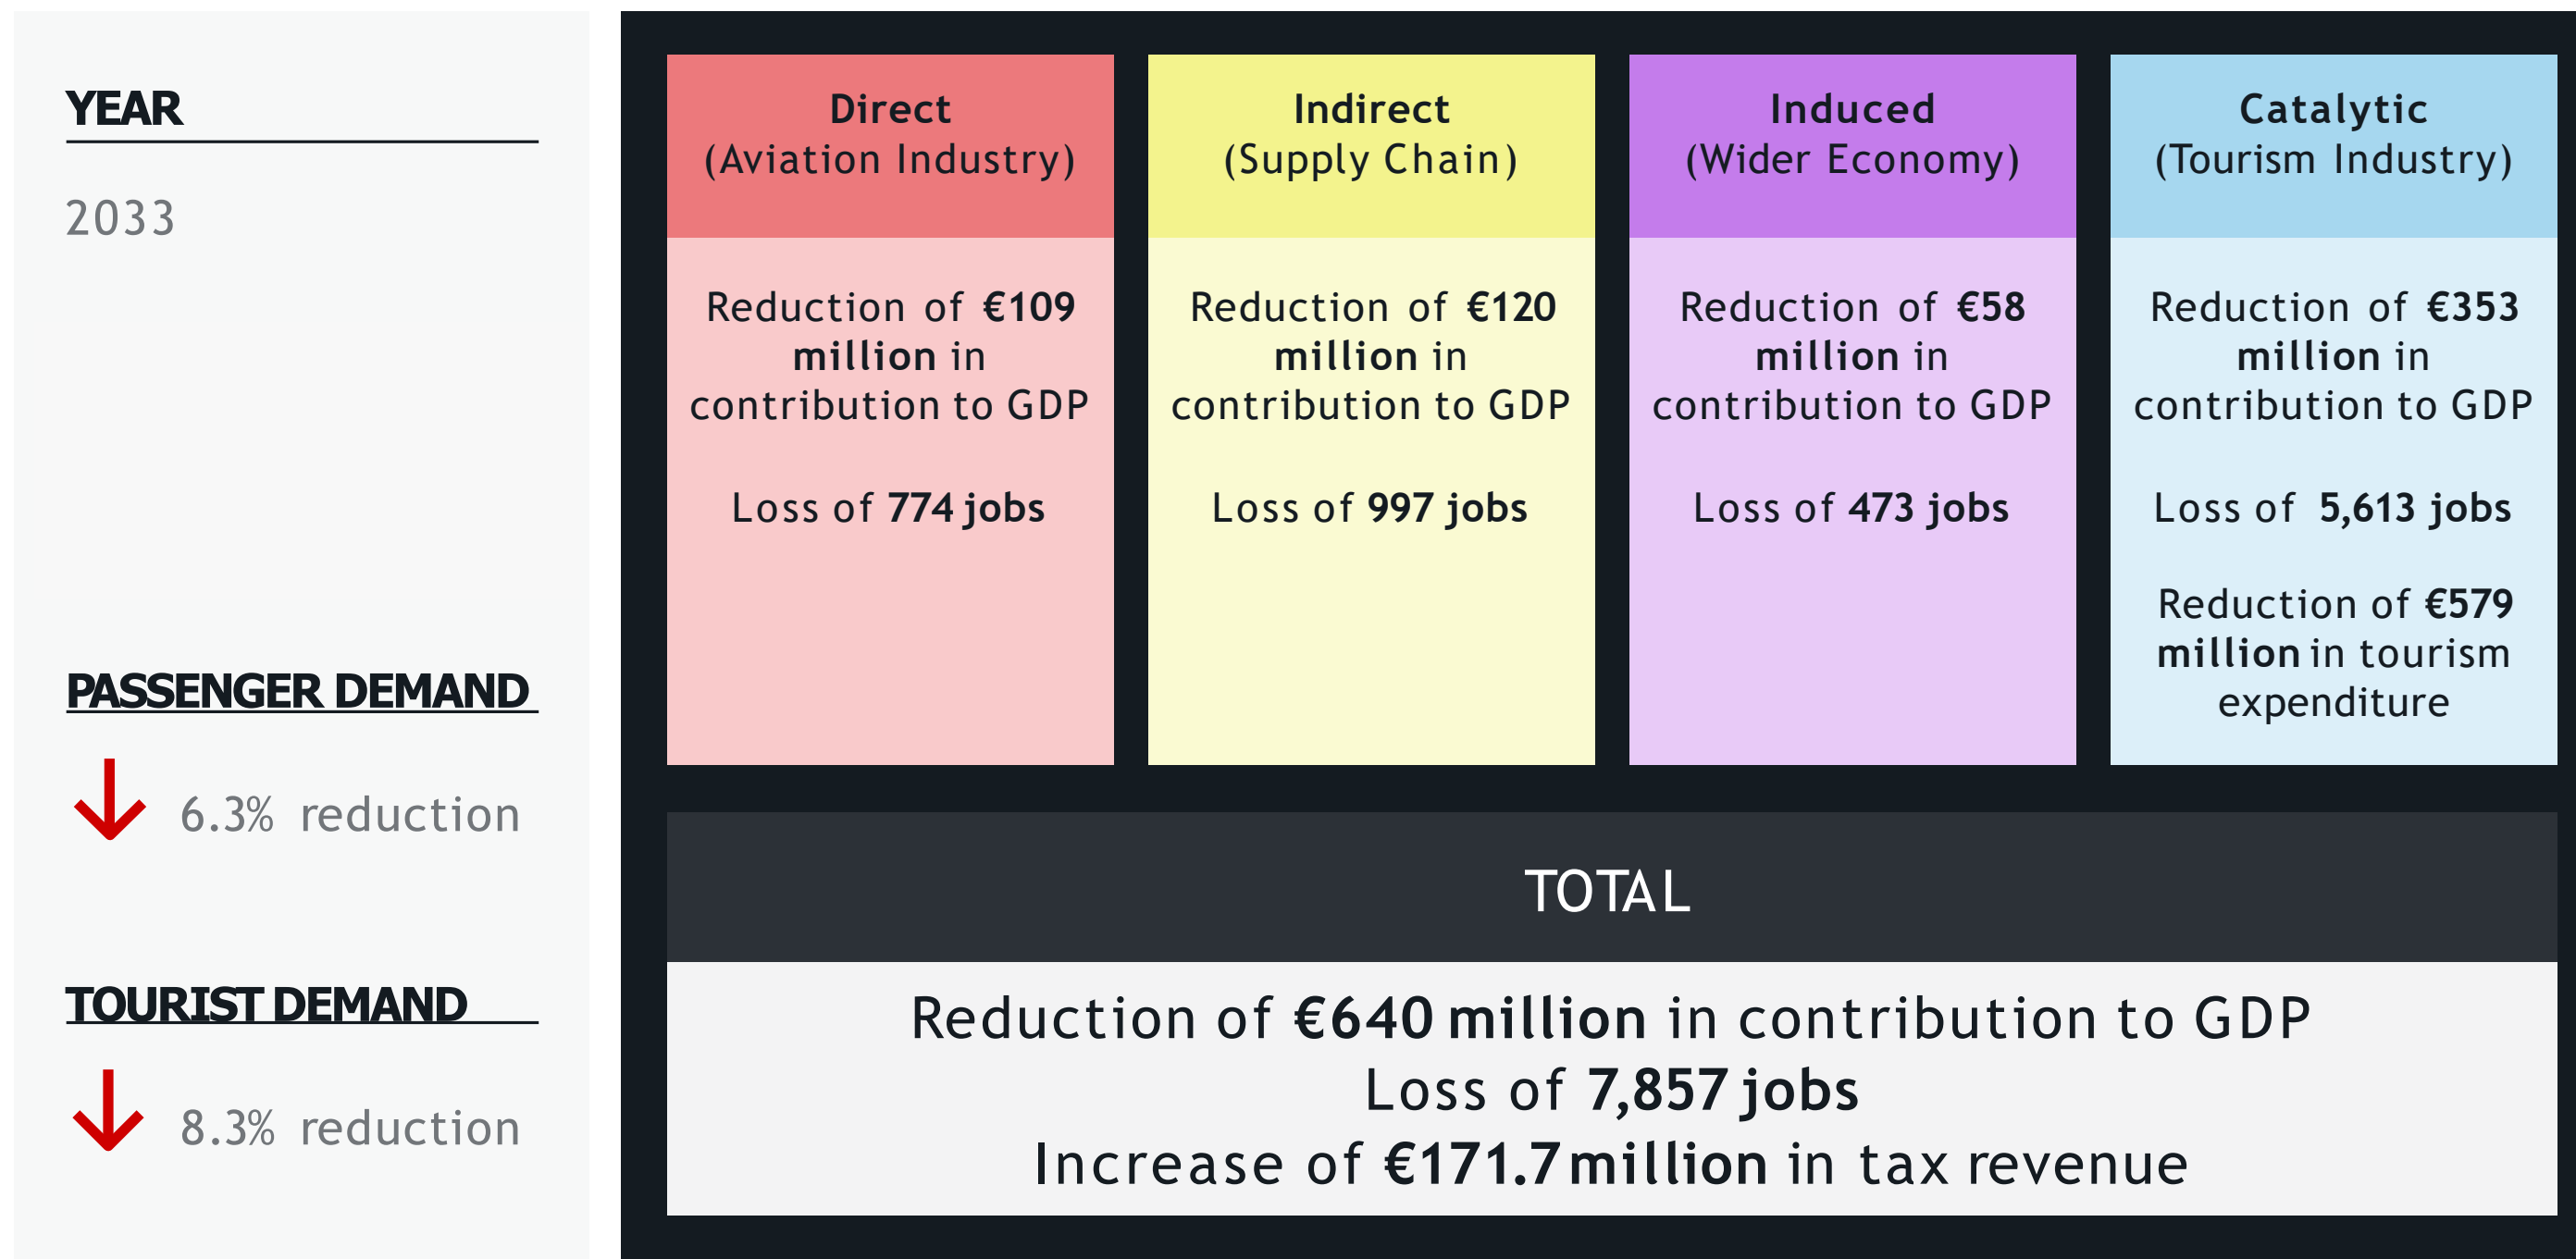 YEAR
2033
PASSENGER DEMAND
6.3% reduction
TOURIST DEMAND
8.3% reduction
Direct
(Aviation Industry)
Reduction of €109
million in
contribution to GDP
Loss of 774 jobs
Indirect
(Supply Chain)
Reduction of €120
million in
contribution to GDP
Loss of 997 jobs
Induced
(Wider Economy)
Reduction of €58
million in
contribution to GDP
Loss of 473 jobs
Catalytic
(Tourism Industry)
Reduction of €353
million in
contribution to GDP
Loss of 5,613 jobs
Reduction of €579
million in tourism
expenditure
TOTAL
Reduction of €640 million in contribution to GDP
Loss of 7,857 jobs
Increase of €171.7 million in tax revenue